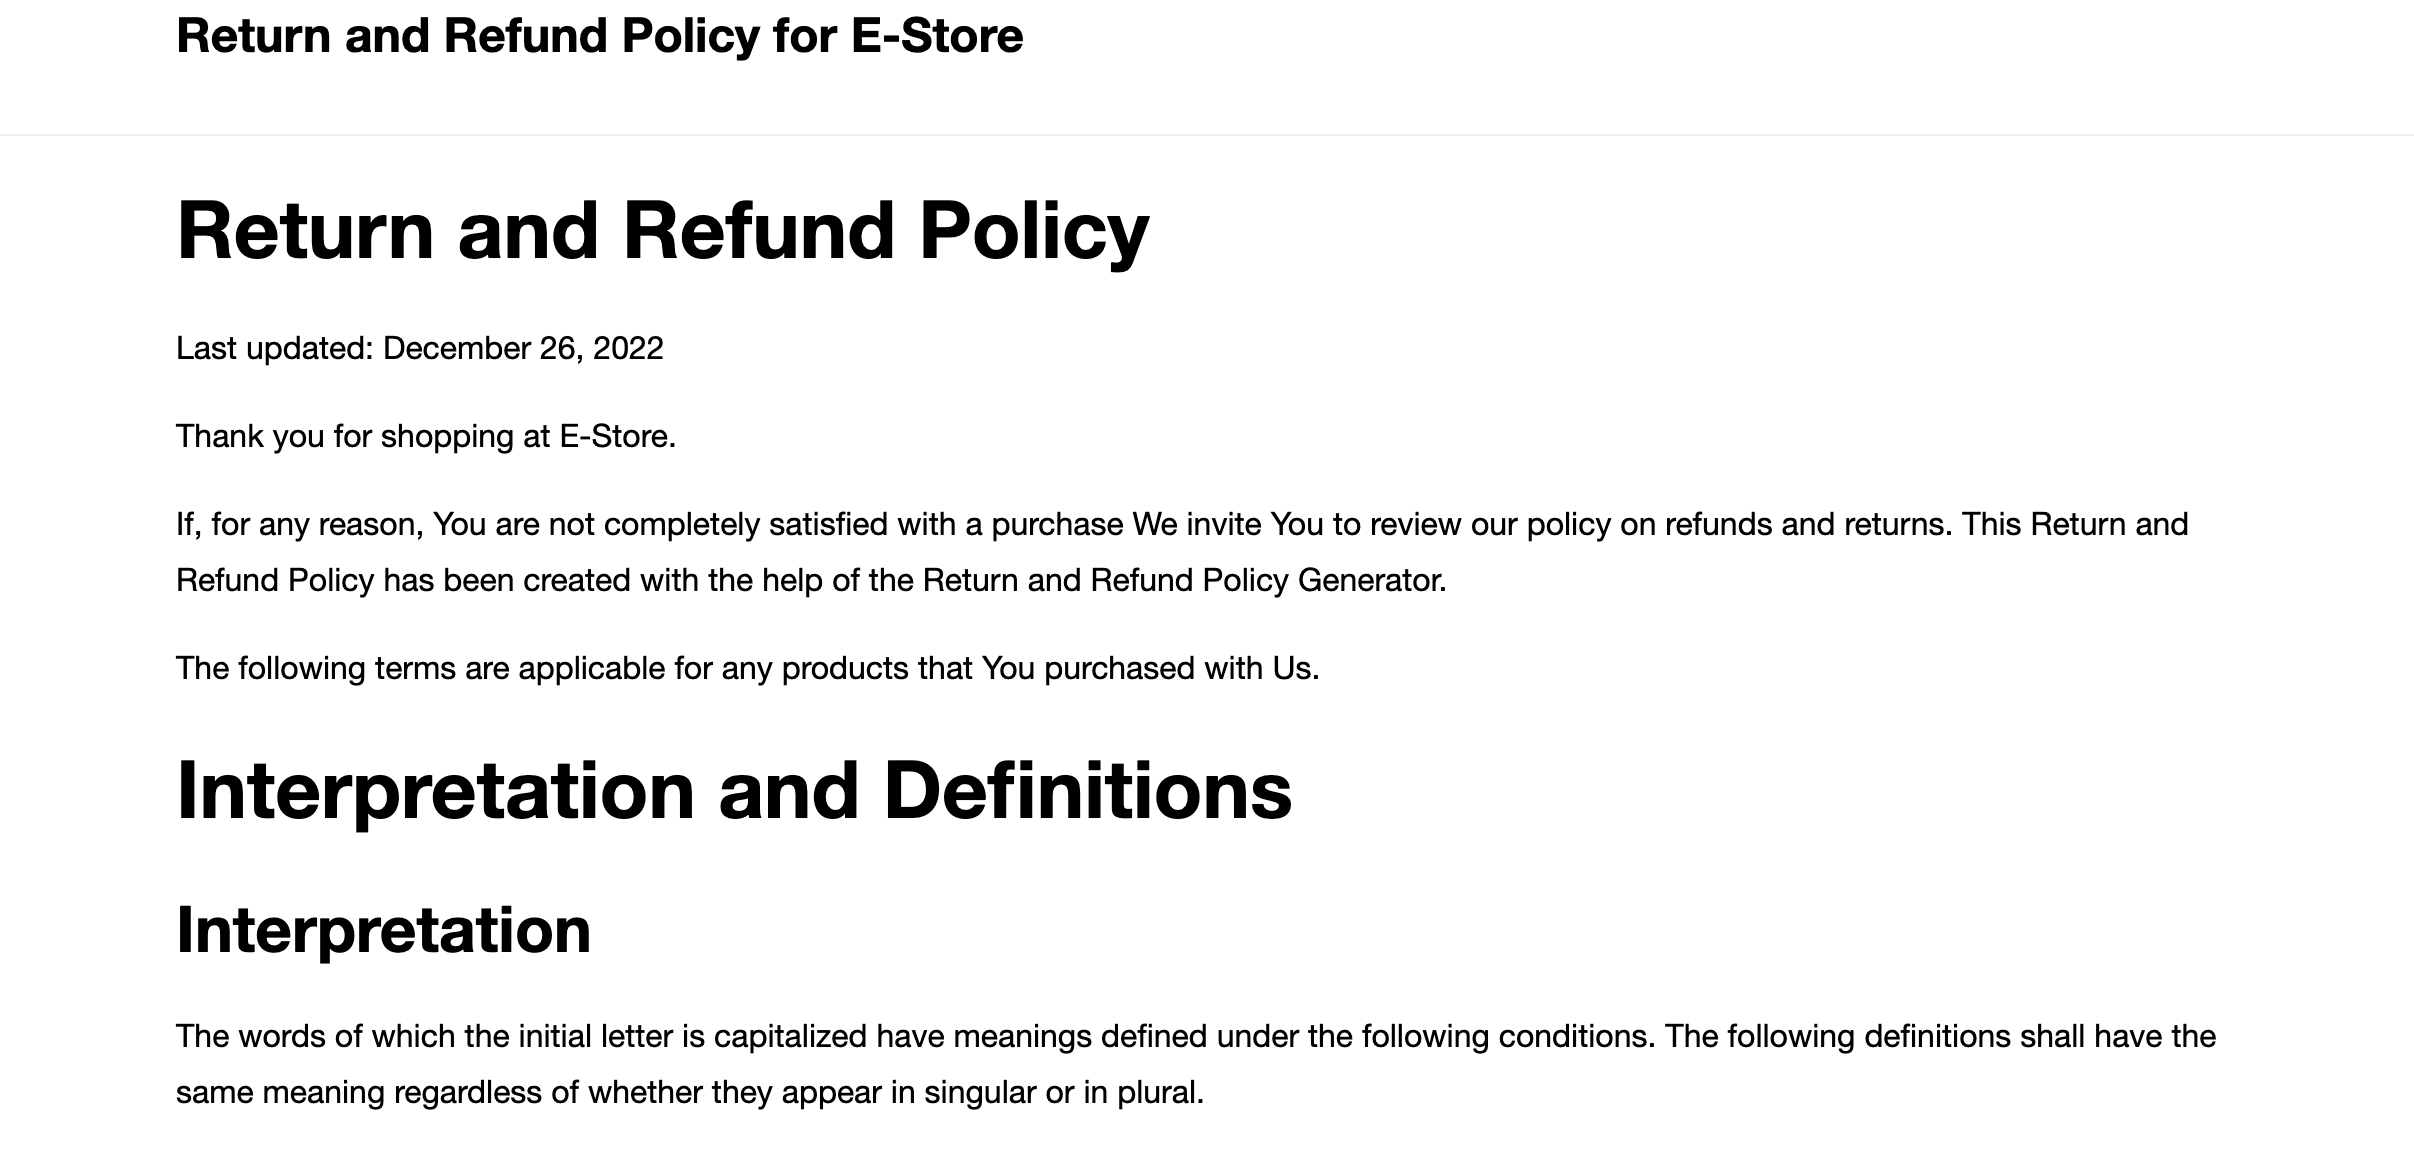 Return and Refund Policy for E-Store
Return and Refund Policy
Last updated: December 26, 2022
Thank you for shopping at E-Store.
If, for any reason, You are not completely satisfied with a purchase We invite You to review our policy on refunds and returns. This Return and
Refund Policy has been created with the help of the Return and Refund Policy Generator.
The following terms are applicable for any products that You purchased with Us.
Interpretation and Definitions
Interpretation
The words of which the initial letter is capitalized have meanings defined under the following conditions. The following definitions shall have the
same meaning regardless of whether they appear in singular or in plural.